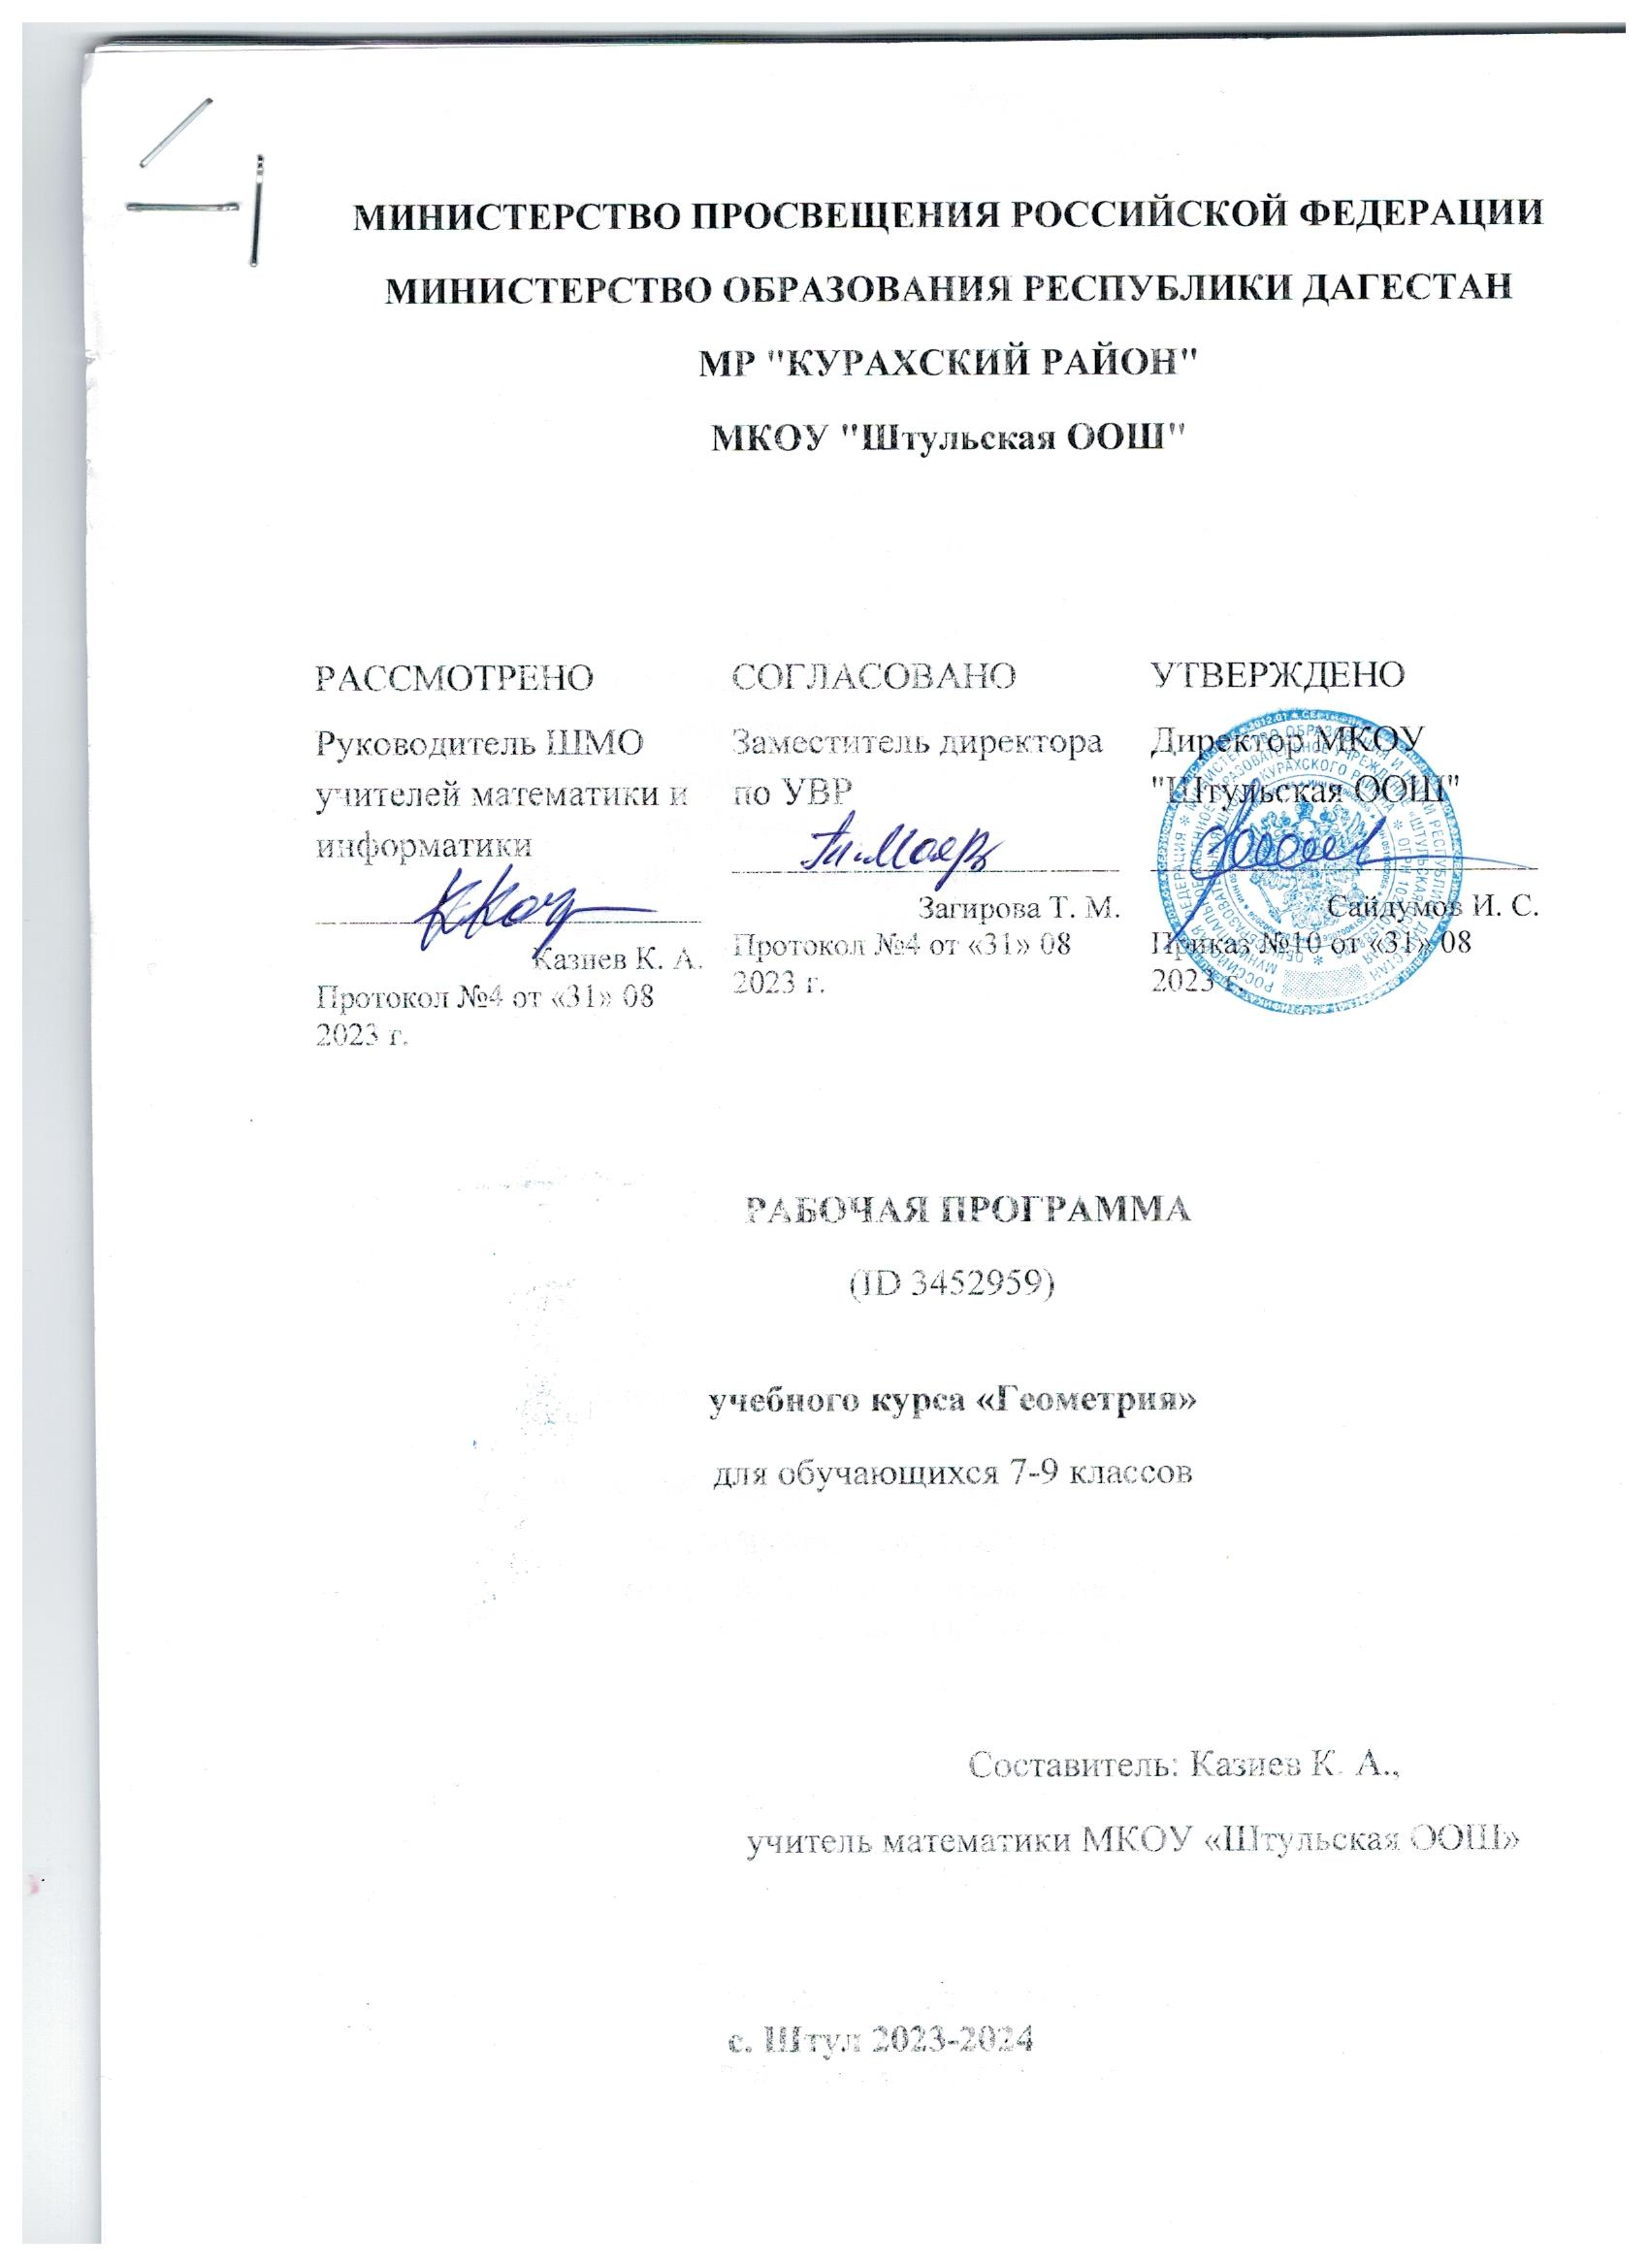 МИНИСТЕРСТВО ПРОСВЕЩЕНИЯ РОССИЙСКОЙ ФЕДЕРАЦИИ
МИНИСТЕРСТВО ОБРАЗОВАНИЯ РЕСПУБЛИКИ ДАГЕСТАН
МР "КУРАХСКИЙ РАЙОН"
МКОУ "Штульская ООШ"
РАССМОТРЕНО
Руководитель ШМО
учителей математики и
информатики
Казиев К. А.
Протокол №4 от «31» 08
2023 г.
СОГЛАСОВАНО
Заместитель директора
по УВР
Загирова Т. М.
Протокол №4 от «31» 08
2023 г.
УТВЕРЖДЕНО
Директор МКОУ
"Штульская ООШ"
Сайдумов И. С.
Приказ №10 от «31» 08
2023 г.
РАБОЧАЯ ПРОГРАММА
(ID 3452959)
учебного курса «Геометрия»
для обучающихся 7-9 классов
Составитель: Казиев К. А.,
учитель математики МКОУ «Штульская ООШ»
с. Штул 2023-2024